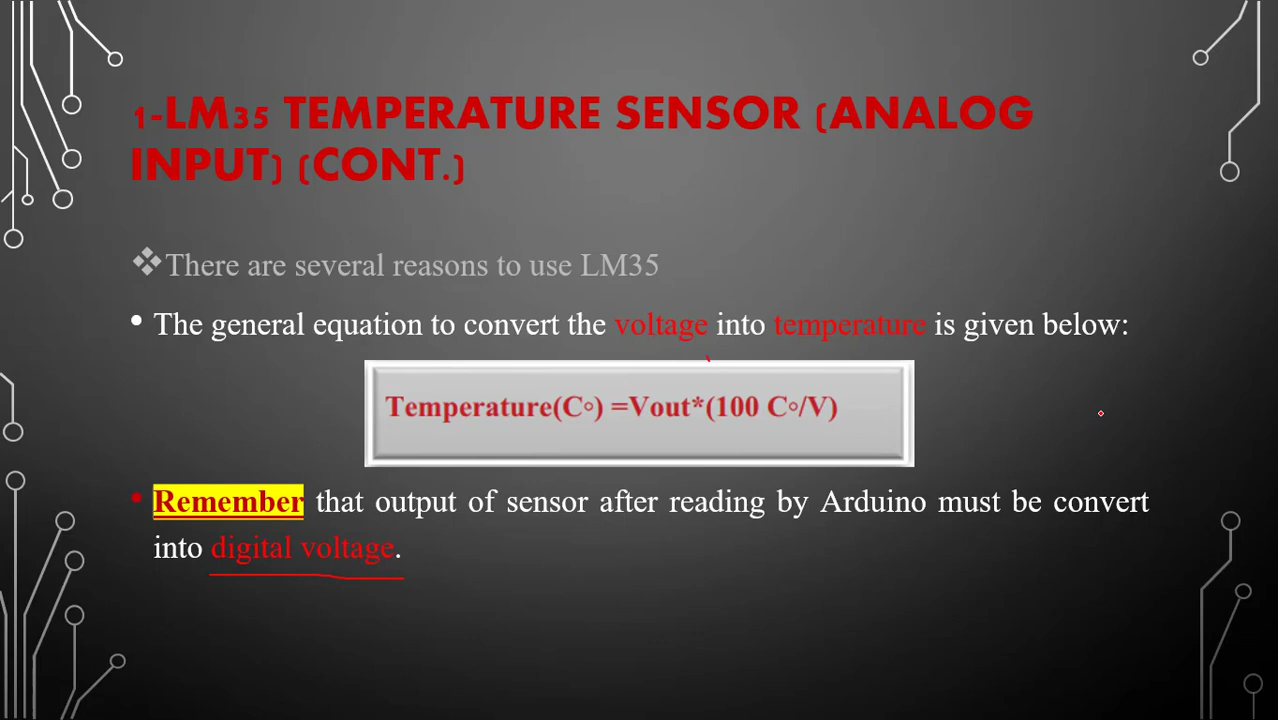 1-LM35 TEMPERATURE SENSOR (ANALOG
INPUT) (CONT.)
❖There are several reasons to use LM35
• The general equation to convert the voltage into temperature is given below:
Temperature(C◦) =Vout*(100 C◦/V)
• Remember that output of sensor after reading by Arduino must be convert
into digital voltage.